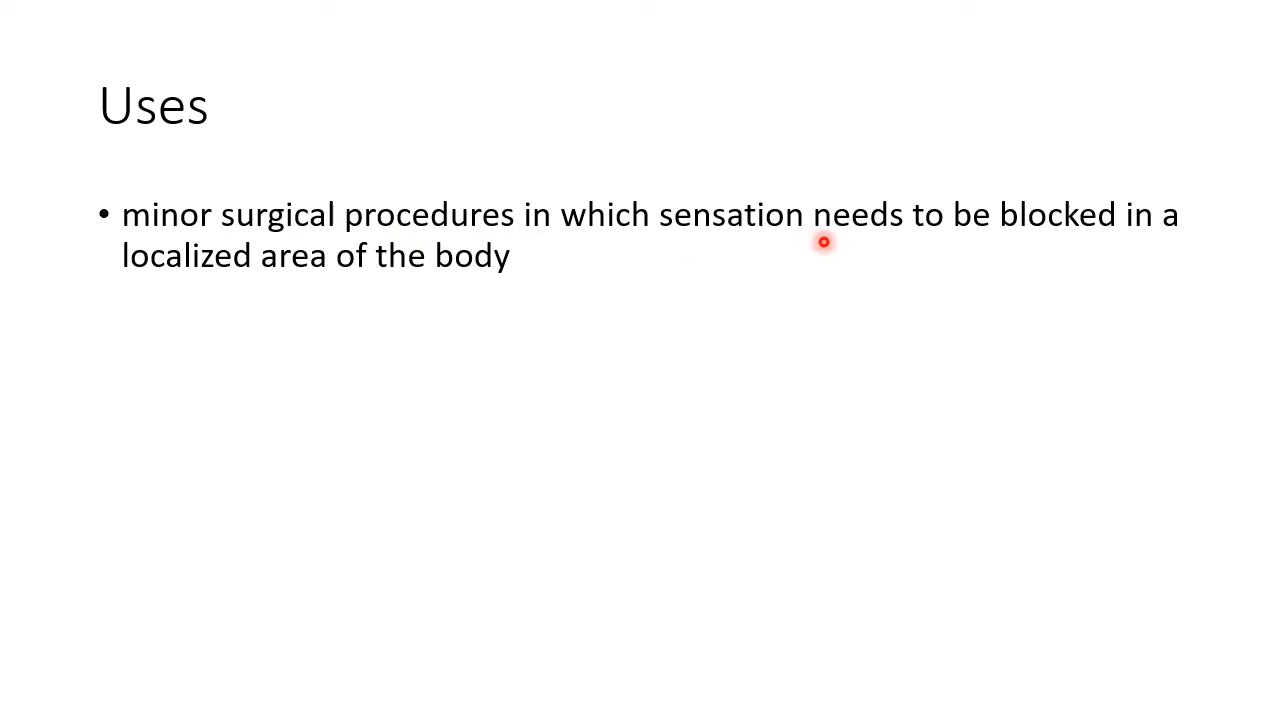 Uses
• minor surgical procedures in which sensation needs to be blocked in a
localized area of the body